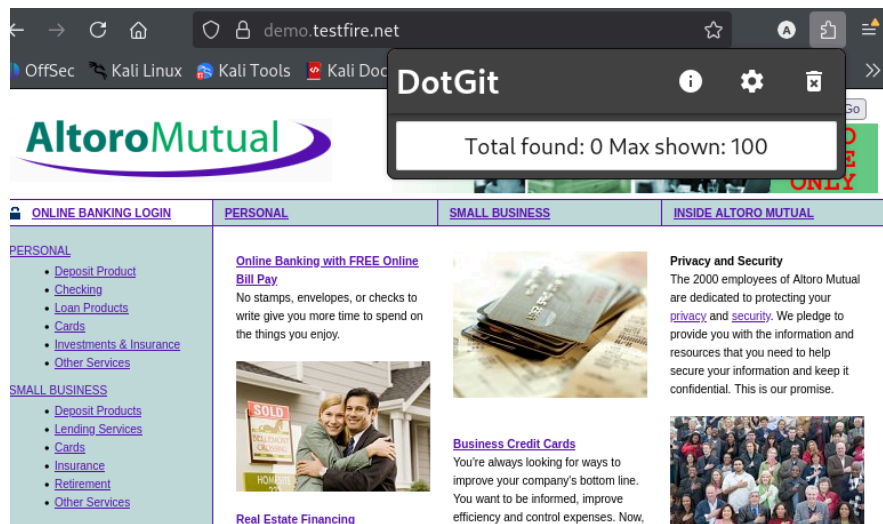 demo.testfire.net
OffSec Kali Linux Kali Tools Kali Doc
DotGit
Total found: 0 Max shown: 100
Go
AltoroMutual
ONLY
ONLINE BANKING LOGIN
PERSONAL
SMALL BUSINESS
INSIDE ALTORO MUTUAL
PERSONAL
• Deposit Product
• Checking
• Loan Products
• Cards
• Investments & Insurance
• Other Services
SMALL BUSINESS
• Deposit Products
• Lending Services
• Cards
• Insurance
• Retirement
• Other Services
Online Banking with FREE Online
Bill Pay
No stamps, envelopes, or checks to
write give you more time to spend on
the things you enjoy.
SOLD
Real Estate Financing
Business Credit Cards
You're always looking for ways to
improve your company's bottom line.
You want to be informed, improve
efficiency and control expenses. Now,
Privacy and Security
The 2000 employees of Altoro Mutual
are dedicated to protecting your
privacy and security. We pledge to
provide you with the information and
resources that you need to help
secure your information and keep it
confidential. This is our promise.